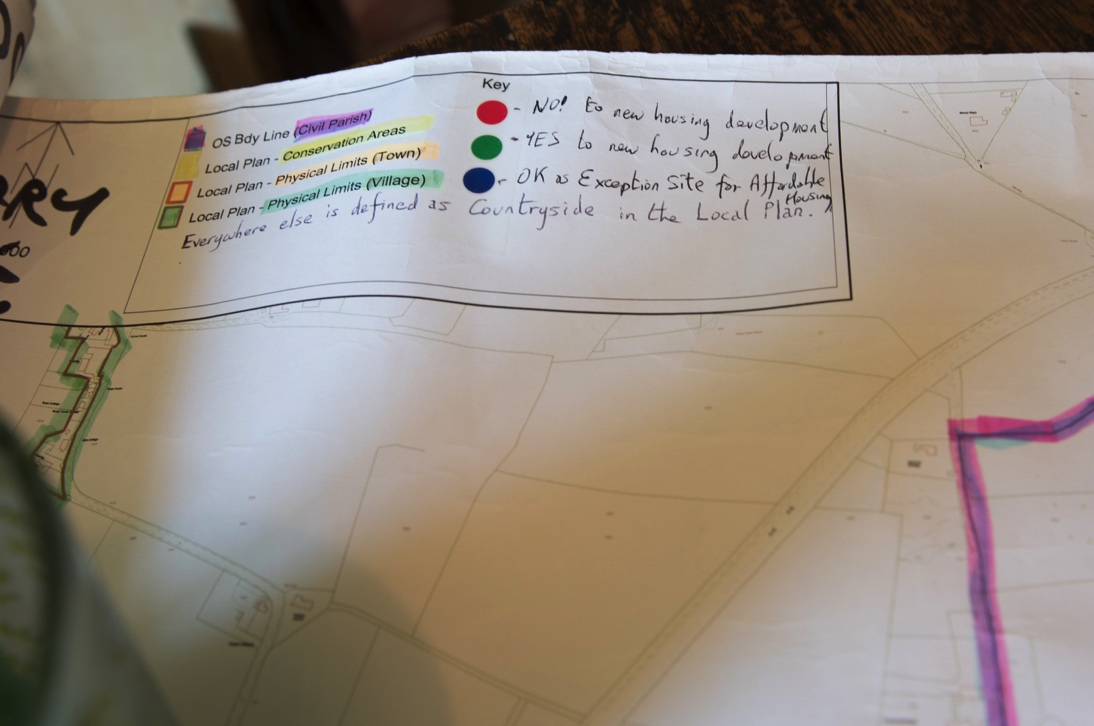 RRY
000
OS Bdy Line (Civil Parish)
Local Plan - Conservation Areas
Local Plan - Physical Limits (Town)
Local Plan - Physical Limits (Village)
Everywhere else is defined as Countryside in the Local Plan.
Key
- NO! to new housing development
- YES to new housing development
- OK as Exception Site for Affordable
Housing